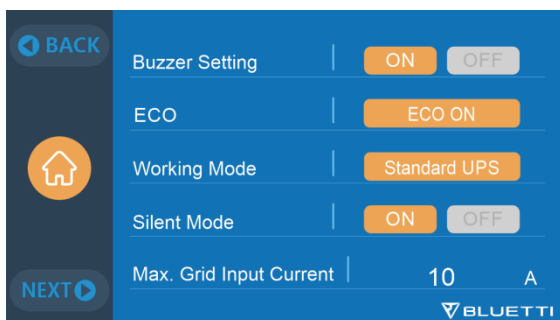 BACK
Buzzer Setting ON OFF
ECO ECO ON
Working Mode Standard UPS
Silent Mode ON OFF
Max. Grid Input Current 10 A
NEXT
BLUETTI